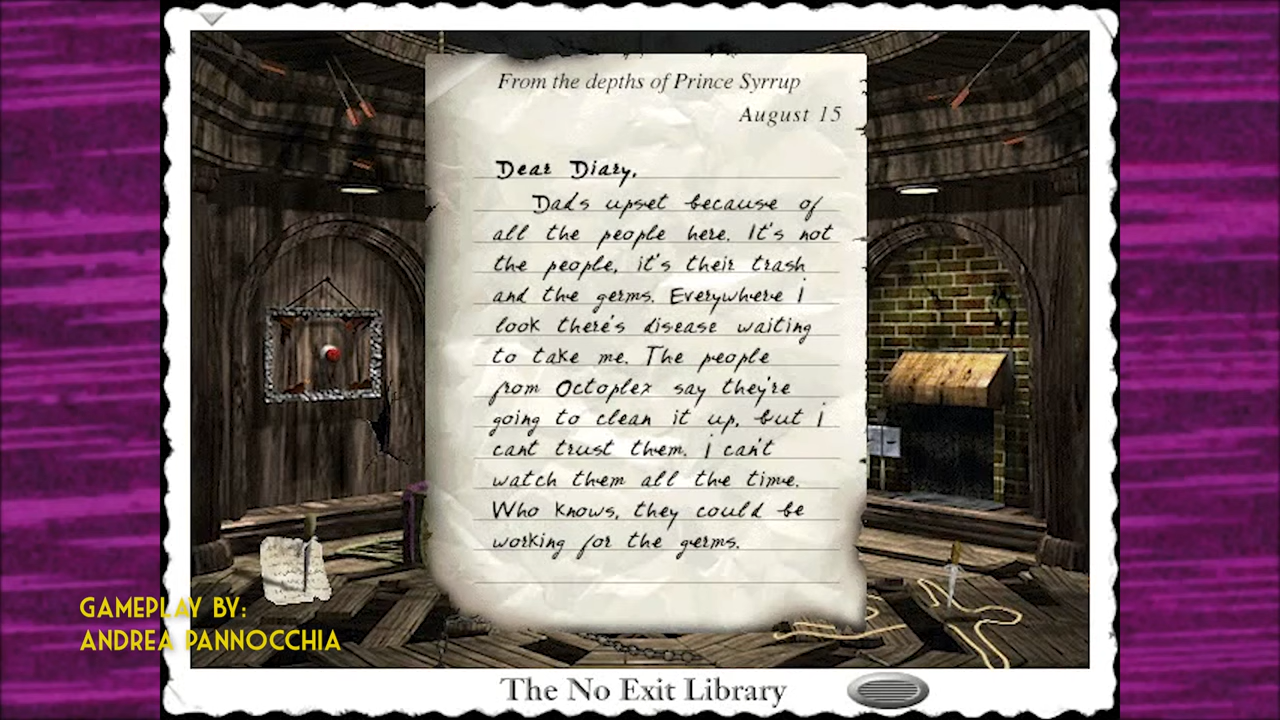 From the depths of Prince Syrrup
August 15
Dear Diary,
Dad's upset because of
all the people here. It's not
the people, it's their trash
and the germs. Everywhere I
look there's disease waiting
to take me. The people
from Octoplex say they're
going to clean it up, but i
cant trust them. i can't
watch them all the time.
Who knows, they could be
working for the germs.
GAMEPLAY BY:
ANDREA PANNOCCHIA
The No Exit Library